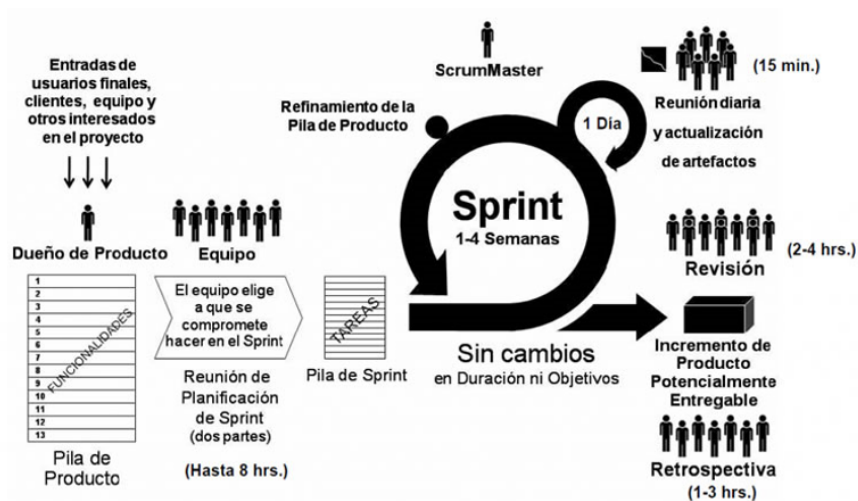 Entradas de
usuarios finales,
clientes, equipo y
otros interesados
en el proyecto
Dueño de Producto
1
2
3
4
5
6
7
8
9
10
11
12
13
FUNCIONALIDADES
Pila de
Producto
Equipo
El equipo elige
a que se
compromete
hacer en el Sprint
Reunión de
Planificación
de Sprint
(dos partes)
(Hasta 8 hrs.)
TAREAS
Pila de Sprint
ScrumMaster
Refinamiento de la
Pila de Producto
1 Día
Sprint
1-4 Semanas
Sin cambios
en Duración ni Objetivos
(15 min.)
Reunión diaria
y actualización
de artefactos
Revisión
(2-4 hrs.)
Incremento de
Producto
Potencialmente
Entregable
Retrospectiva
(1-3 hrs.)